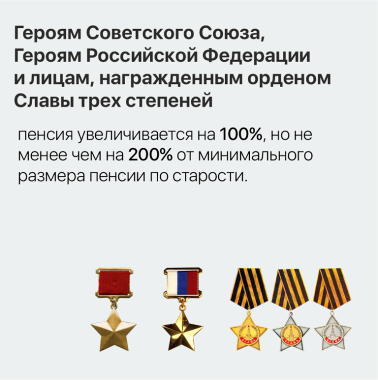 Героям Советского Союза,
Героям Российской Федерации
и лицам, награжденным орденом
Славы трех степеней
пенсия увеличивается на 100%, но не
менее чем на 200% от минимального
размера пенсии по старости.